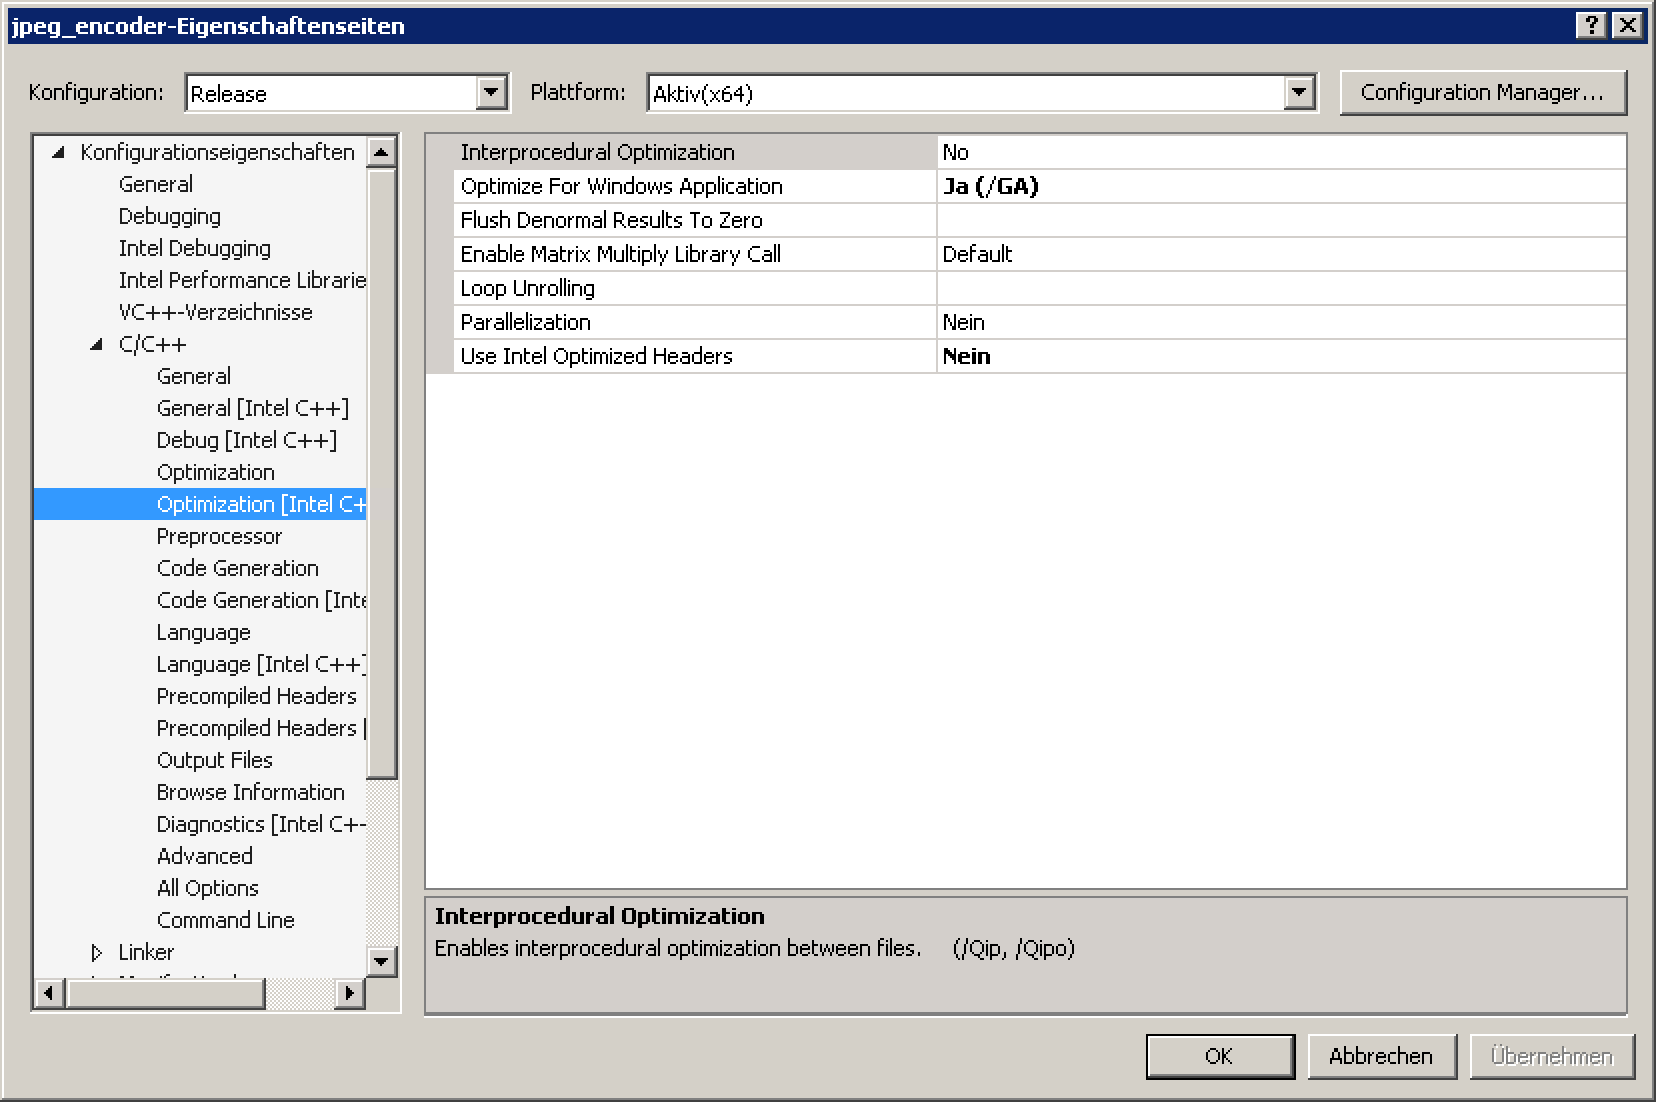 jpeg_encoder-Eigenschaftenseiten
Konfiguration: Release Plattform: Aktiv(x64) Configuration Manager...
Konfigurationseigenschaften
General
Debugging
Intel Debugging
Intel Performance Librarie
VC++-Verzeichnisse
C/C++
General
General [Intel C++]
Debug [Intel C++]
Optimization
Optimization [Intel C+
Preprocessor
Code Generation
Code Generation [Inte
Language
Language [Intel C++]
Precompiled Headers
Precompiled Headers [
Output Files
Browse Information
Diagnostics [Intel C+-
Advanced
All Options
Command Line
Linker
Interprocedural Optimization No
Optimize For Windows Application Ja (/GA)
Flush Denormal Results To Zero
Enable Matrix Multiply Library Call Default
Loop Unrolling
Parallelization Nein
Use Intel Optimized Headers Nein
Interprocedural Optimization
Enables interprocedural optimization between files. (/Qip, /Qipo)
OK Abbrechen Übernehmen